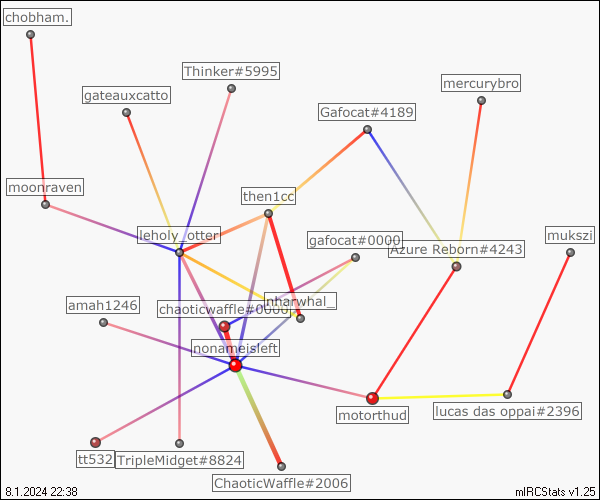 chobham.
Thinker#5995
mercurybro
gateauxcatto
Gafocat#4189
moonraven
then1cc
leholy_otter
gafocat#0000
mukszi
Azure Reborn#4243
nharwhal_
amah1246
chaoticwaffle#0000
nonameisleft
motorthud
lucas das oppai#2396
tt532
TripleMidget#8824
ChaoticWaffle#2006
8.1.2024 22:38
mIRCStats v1.25